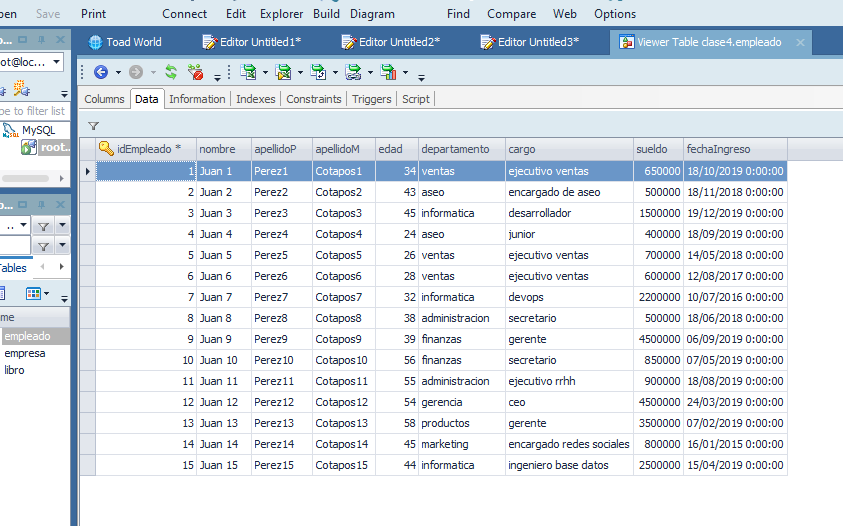 pen Save Print Connect Edit Explorer Build Diagram Find Compare Web Options
Toad World Editor Untitled1* Editor Untitled2* Editor Untitled3* Viewer Table clase4.empleado
ot@loc...
Columns Data Information Indexes Constraints Triggers Script
pe to filter list
MySQL
root...
idEmpleado * nombre apellidoP apellidoM edad departamento cargo sueldo fechaIngreso
1 Juan 1 Perez1 Cotapos1 34 ventas ejecutivo ventas 650000 18/10/2019 0:00:00
2 Juan 2 Perez2 Cotapos2 43 aseo encargado de aseo 500000 18/11/2018 0:00:00
3 Juan 3 Perez3 Cotapos3 45 informatica desarrollador 1500000 19/12/2019 0:00:00
4 Juan 4 Perez4 Cotapos4 24 aseo junior 400000 18/09/2019 0:00:00
5 Juan 5 Perez5 Cotapos5 26 ventas ejecutivo ventas 700000 14/05/2018 0:00:00
6 Juan 6 Perez6 Cotapos6 28 ventas ejecutivo ventas 600000 12/08/2017 0:00:00
7 Juan 7 Perez7 Cotapos7 32 informatica devops 2200000 10/07/2016 0:00:00
8 Juan 8 Perez8 Cotapos8 38 administracion secretario 500000 18/06/2018 0:00:00
9 Juan 9 Perez9 Cotapos9 39 finanzas gerente 4500000 06/09/2019 0:00:00
10 Juan 10 Perez10 Cotapos10 56 finanzas secretario 850000 07/05/2019 0:00:00
11 Juan 11 Perez11 Cotapos11 55 administracion ejecutivo rrhh 900000 18/08/2019 0:00:00
12 Juan 12 Perez12 Cotapos12 54 gerencia ceo 4500000 24/03/2019 0:00:00
13 Juan 13 Perez13 Cotapos13 58 productos gerente 3500000 07/02/2019 0:00:00
14 Juan 14 Perez14 Cotapos14 45 marketing encargado redes sociales 800000 16/01/2015 0:00:00
15 Juan 15 Perez15 Cotapos15 44 informatica ingeniero base datos 2500000 15/04/2019 0:00:00
Tables
me
empleado
empresa
libro